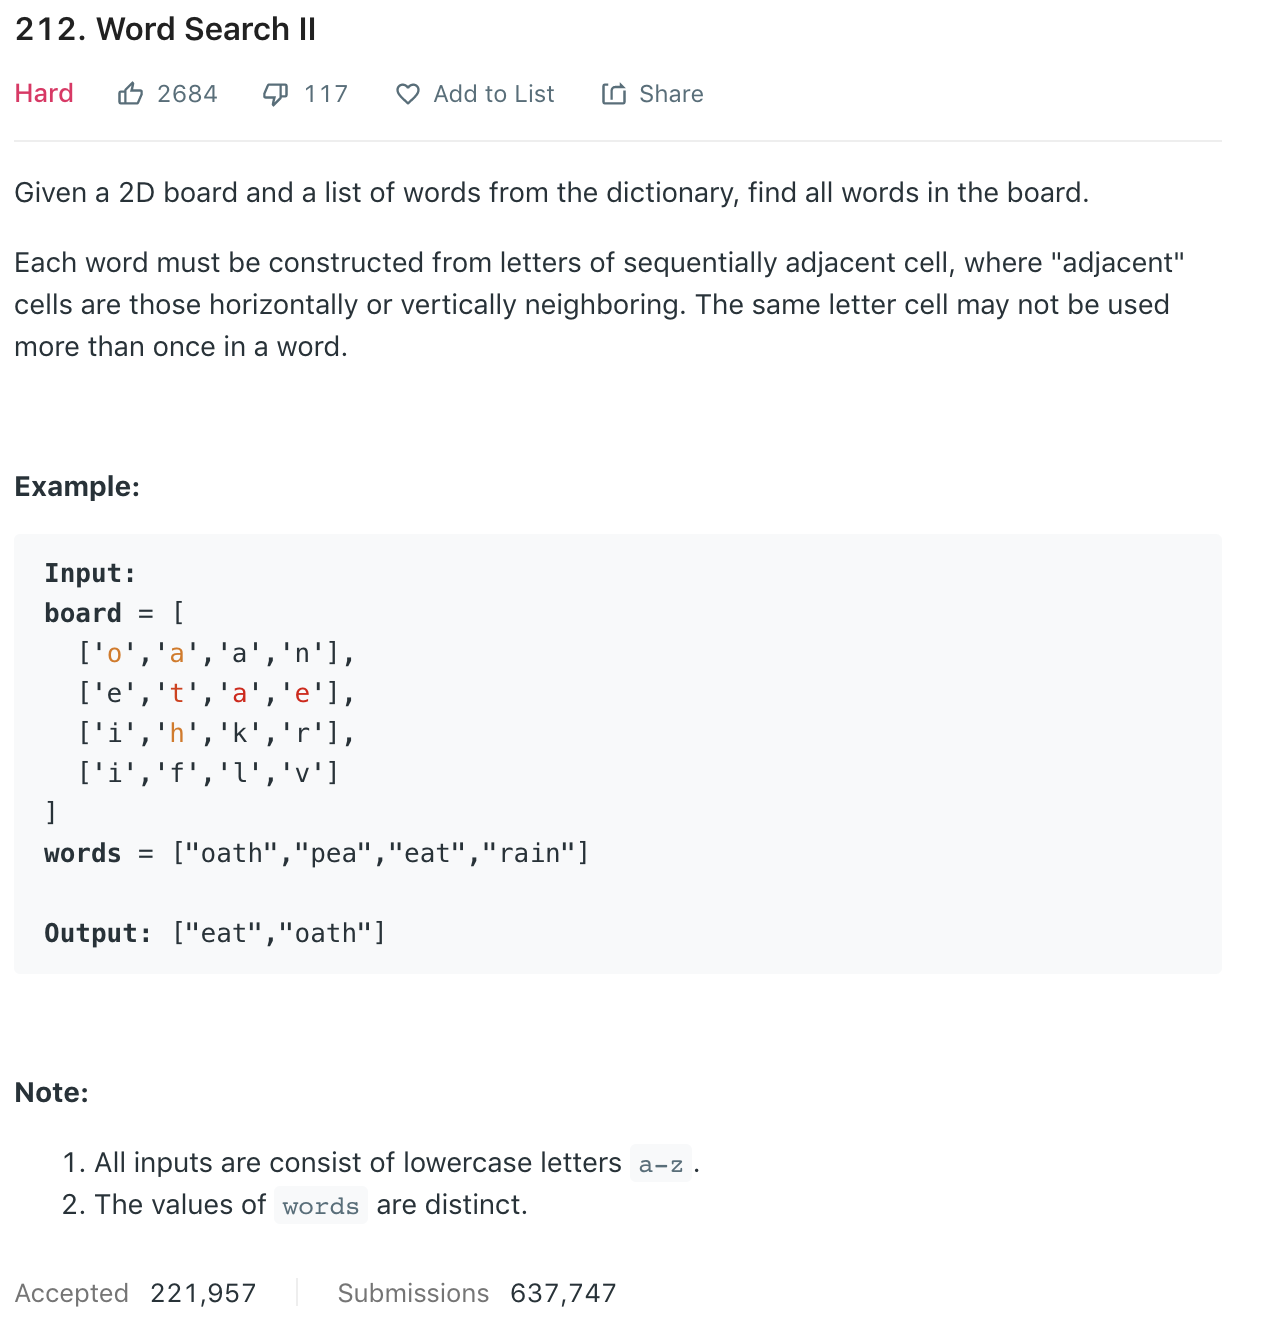 212. Word Search II
Hard 2684 117 Add to List Share
Given a 2D board and a list of words from the dictionary, find all words in the board.
Each word must be constructed from letters of sequentially adjacent cell, where "adjacent"
cells are those horizontally or vertically neighboring. The same letter cell may not be used
more than once in a word.
Example:
Input:
board = [
  ['o','a','a','n'],
  ['e','t','a','e'],
  ['i','h','k','r'],
  ['i','f','l','v']
]
words = ["oath","pea","eat","rain"]
Output: ["eat","oath"]
Note:
1. All inputs are consist of lowercase letters a-z.
2. The values of words are distinct.
Accepted 221,957 Submissions 637,747